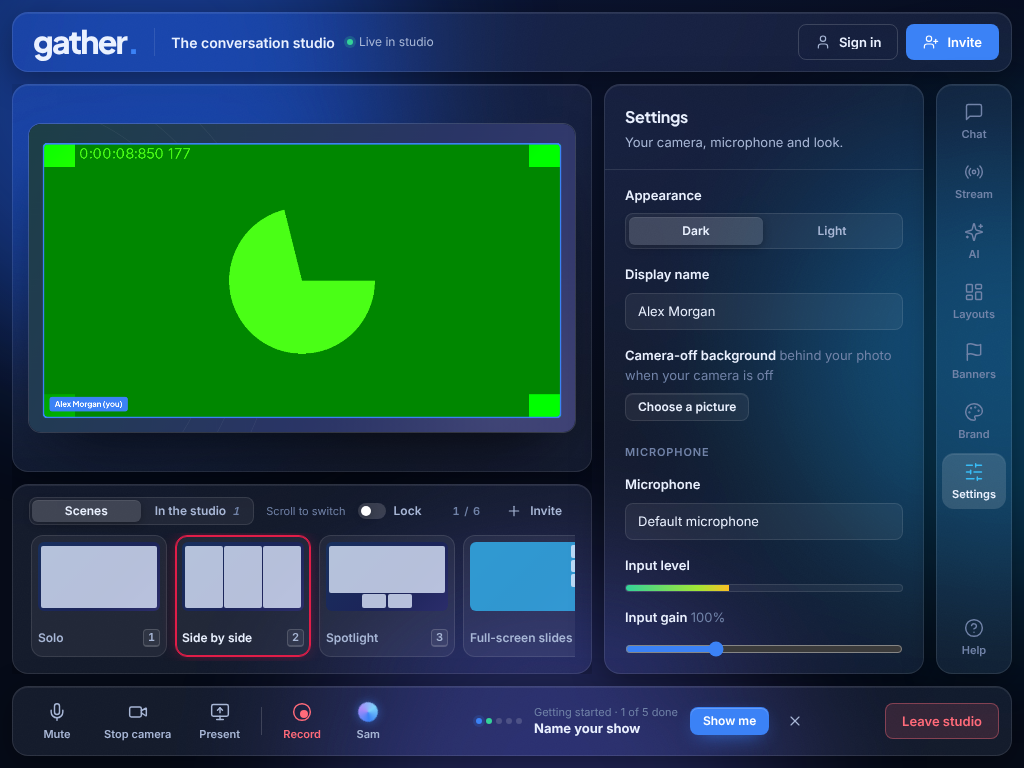 gather.
The conversation studio
Live in studio
Sign in
Invite
0:00:08:850 177
Alex Morgan (you)
Scenes
In the studio 1
Scroll to switch
Lock
1 / 6
Invite
Solo 1
Side by side 2
Spotlight 3
Full-screen slides
Settings
Your camera, microphone and look.
Appearance
Dark
Light
Display name
Alex Morgan
Camera-off background behind your photo
when your camera is off
Choose a picture
MICROPHONE
Microphone
Default microphone
Input level
Input gain 100%
Chat
Stream
AI
Layouts
Banners
Brand
Settings
Help
Mute
Stop camera
Present
Record
Sam
Getting started · 1 of 5 done
Name your show
Show me
Leave studio